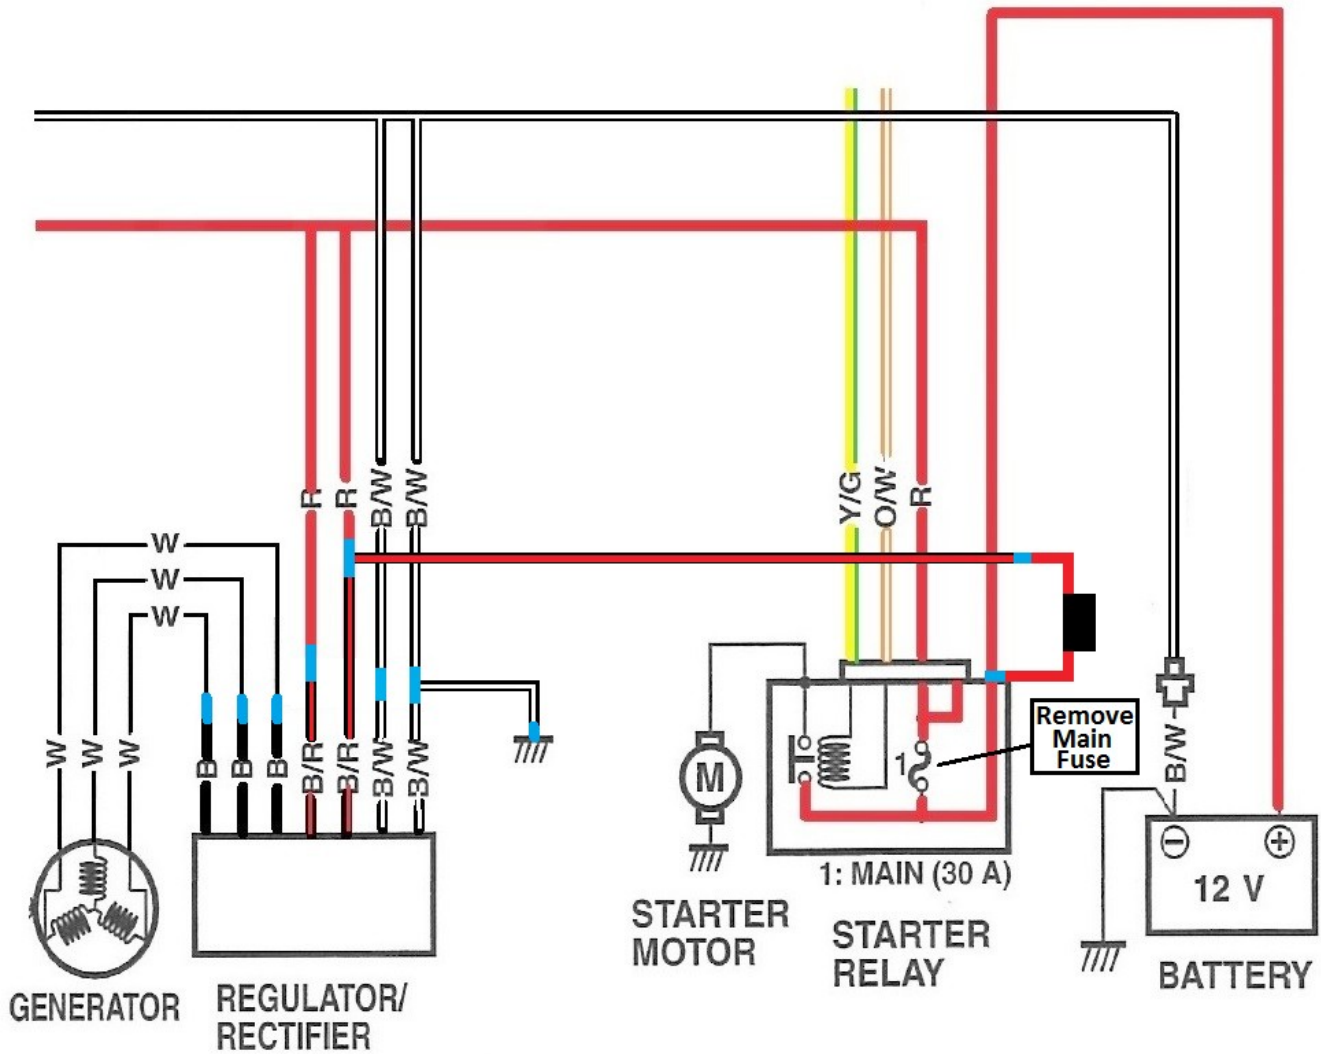 R
R
B/W
B/W
Y/G
O/W
R
W
W
W
W
W
W
B
B
B
B/R
B/R
B/W
B/W
M
1
Remove
Main
Fuse
B/W
1: MAIN (30 A)
12 V
GENERATOR
REGULATOR/
RECTIFIER
STARTER
MOTOR
STARTER
RELAY
BATTERY